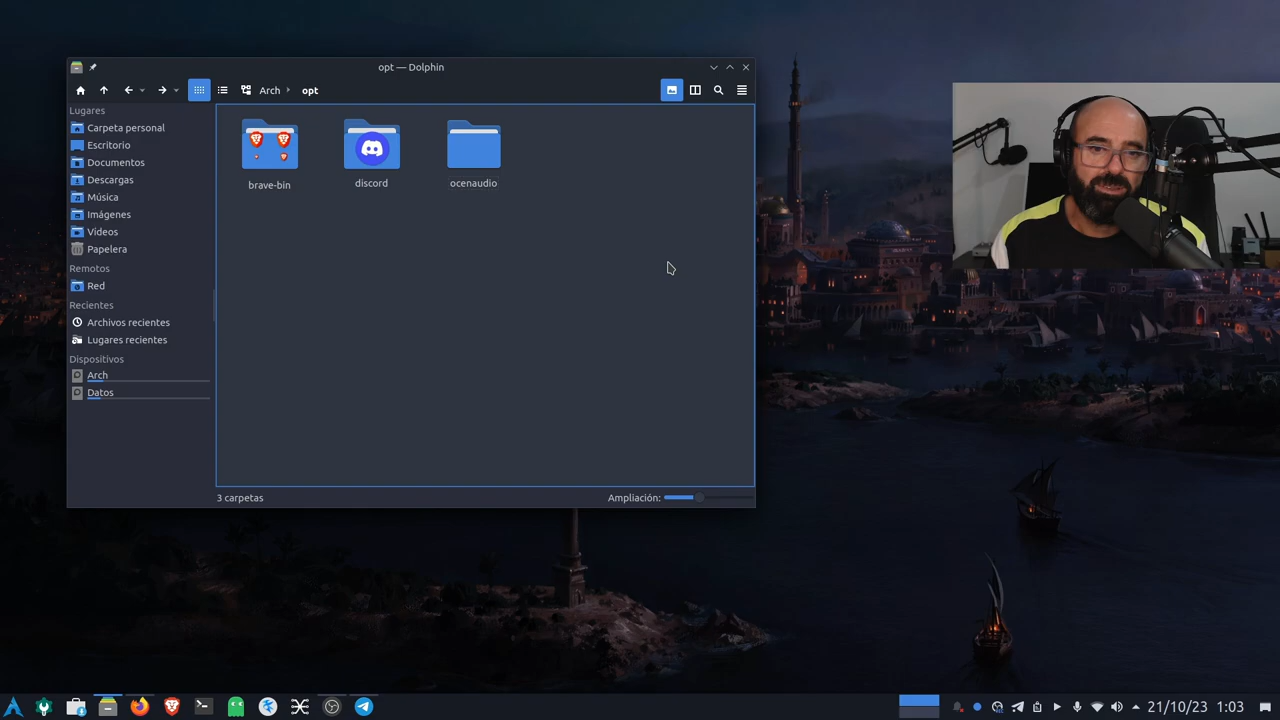 opt — Dolphin
Arch
opt
Lugares
Carpeta personal
Escritorio
Documentos
Descargas
Música
Imágenes
Vídeos
Papelera
Remotos
Red
Recientes
Archivos recientes
Lugares recientes
Dispositivos
Arch
Datos
brave-bin
discord
ocenaudio
3 carpetas
Ampliación:
21/10/23
1:03